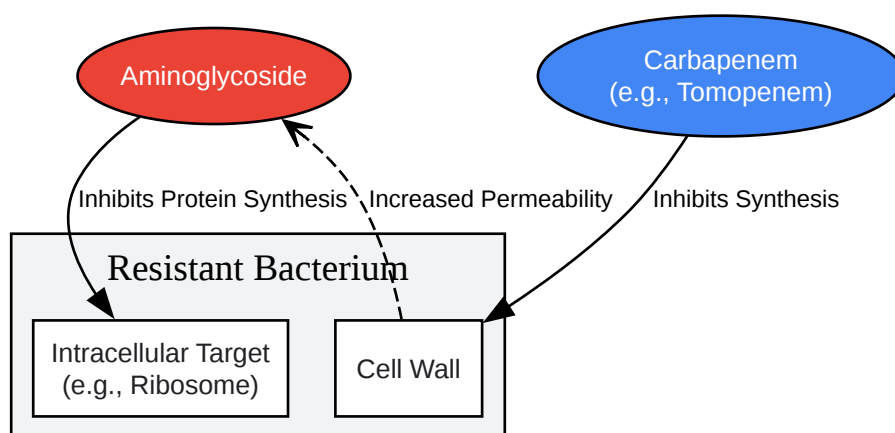 Aminoglycoside
Carbapenem
(e.g., Tomopenem)
Inhibits Protein Synthesis
Increased Permeability
Inhibits Synthesis
Resistant Bacterium
Intracellular Target
(e.g., Ribosome)
Cell Wall